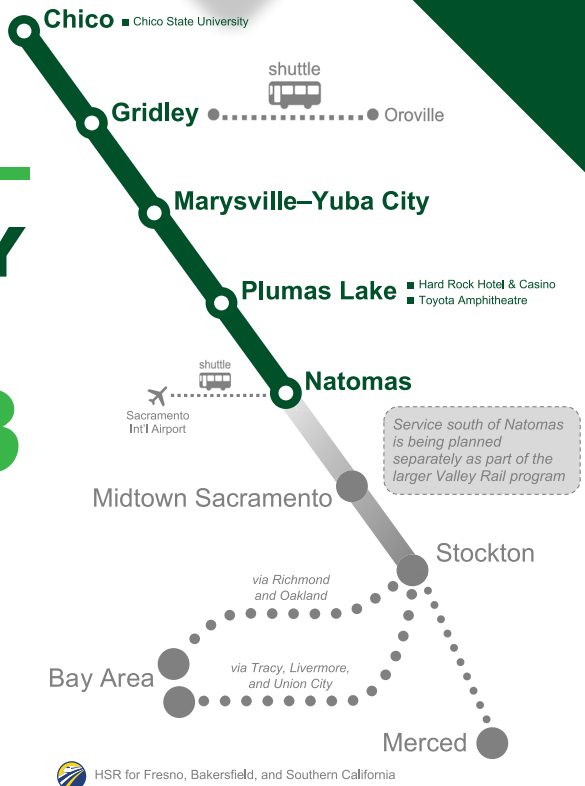 Chico
Chico State University
shuttle
Gridley
Oroville
Marysville–Yuba City
Y
Plumas Lake
Hard Rock Hotel & Casino
Toyota Amphitheatre
shuttle
Natomas
Sacramento
Int'l Airport
Service south of Natomas
is being planned
separately as part of the
larger Valley Rail program
Midtown Sacramento
Stockton
via Richmond
and Oakland
Bay Area
via Tracy, Livermore,
and Union City
Merced
HSR for Fresno, Bakersfield, and Southern California